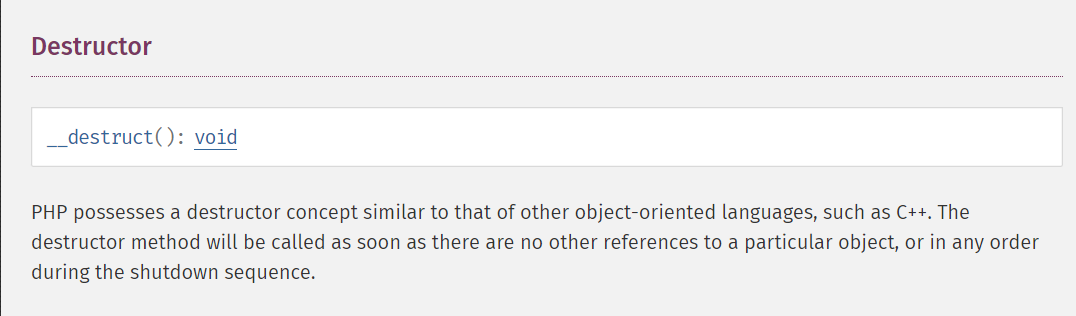 Destructor
__destruct(): void
PHP possesses a destructor concept similar to that of other object-oriented languages, such as C++. The
destructor method will be called as soon as there are no other references to a particular object, or in any order
during the shutdown sequence.